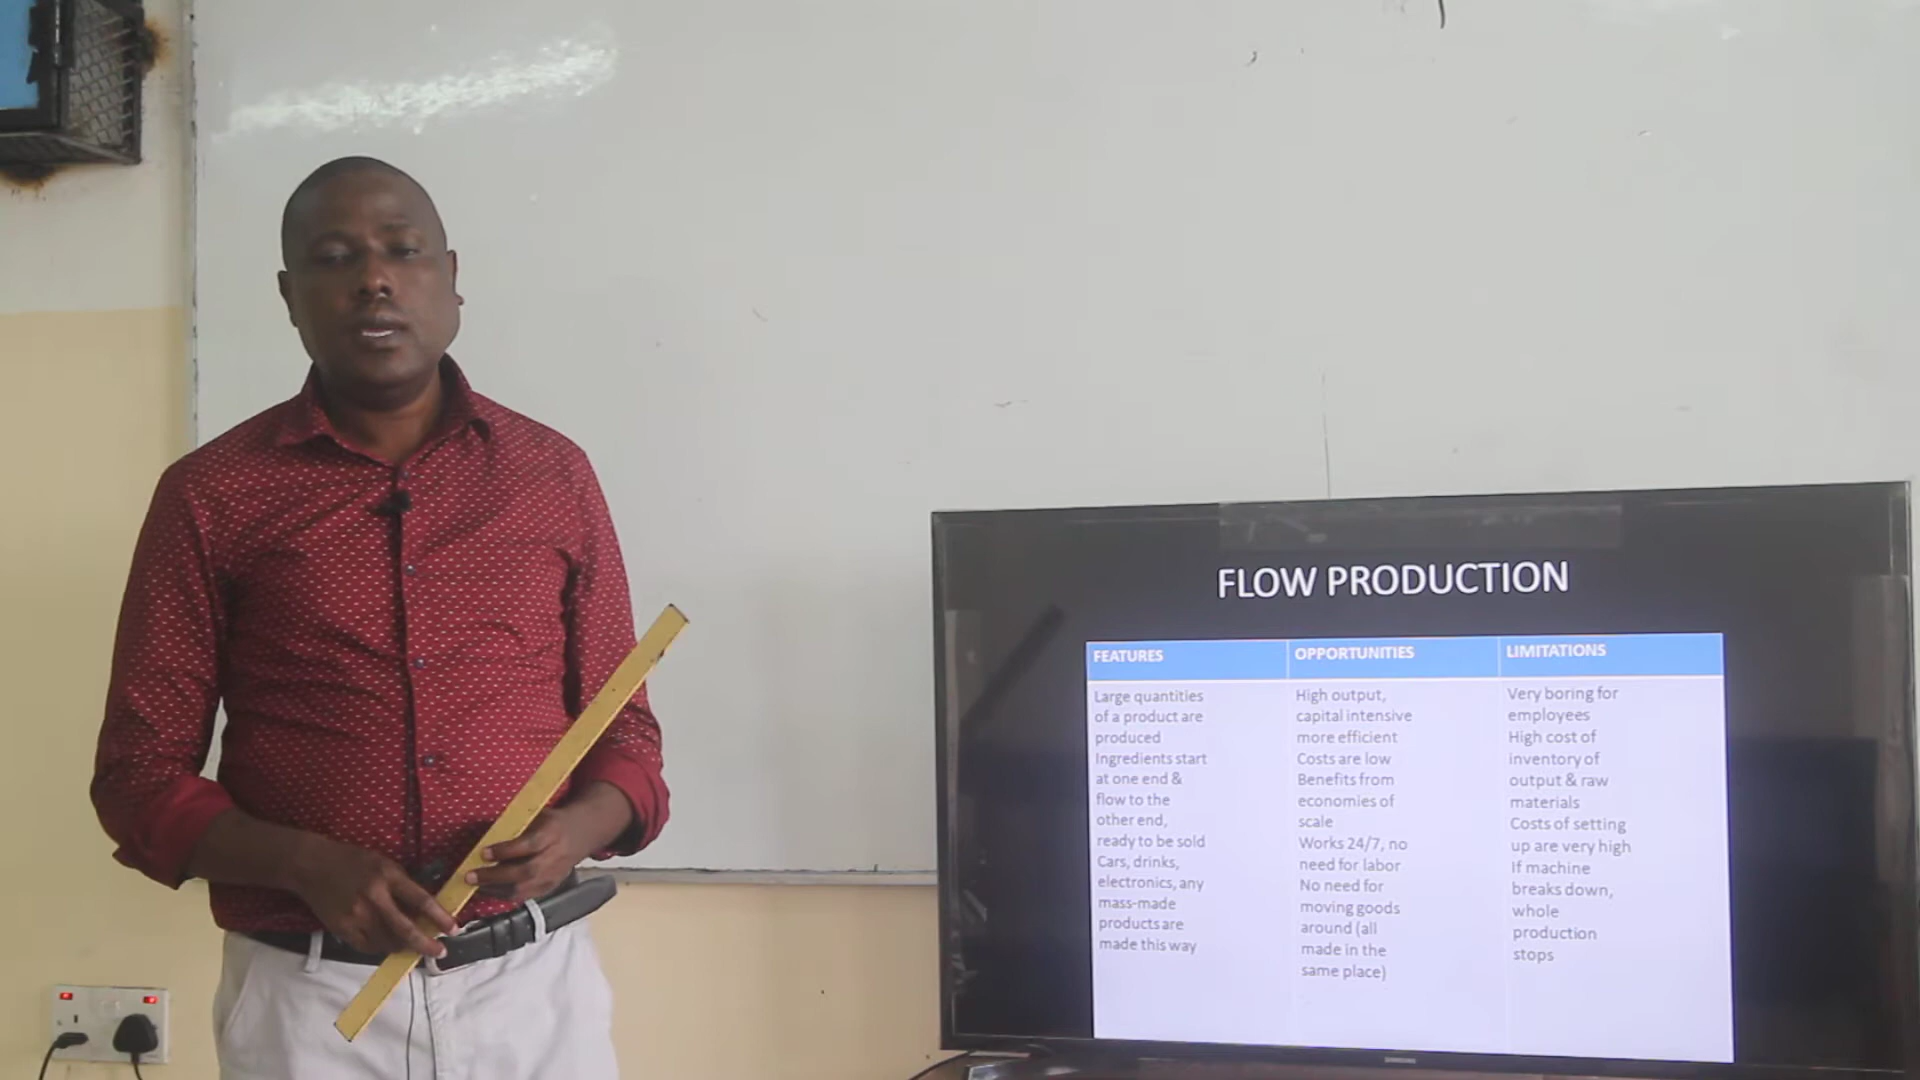 FLOW PRODUCTION
FEATURES
Large quantities
of a product are
produced
Ingredients start
at one end &
flow to the
other end,
ready to be sold
Cars, drinks,
electronics, any
mass-made
products are
made this way
OPPORTUNITIES
High output,
capital intensive
more efficient
Costs are low
Benefits from
economies of
scale
Works 24/7, no
need for labor
No need for
moving goods
around (all
made in the
same place)
LIMITATIONS
Very boring for
employees
High cost of
inventory of
output & raw
materials
Costs of setting
up are very high
If machine
breaks down,
whole
production
stops
SAMSUNG